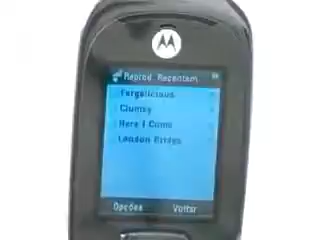 Reprod. Recentem.
Fergalicious
Clumsy
Here I Come
London Bridge
Opções
Voltar